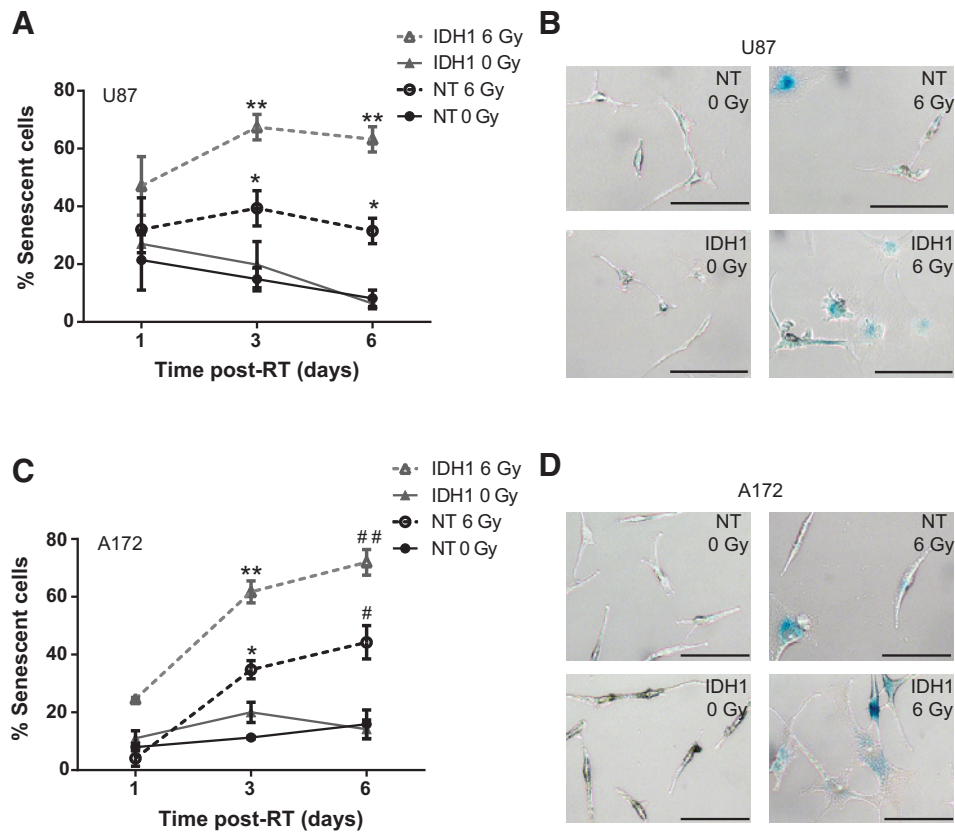 A
IDH1 6 Gy
IDH1 0 Gy
NT 6 Gy
NT 0 Gy
U87
% Senescent cells
80
60
40
20
0
**
**
*
*
1
3
6
Time post-RT (days)
B
U87
NT
0 Gy
NT
6 Gy
IDH1
0 Gy
IDH1
6 Gy
C
IDH1 6 Gy
IDH1 0 Gy
NT 6 Gy
NT 0 Gy
A172
% Senescent cells
80
60
40
20
0
##
**
#
*
1
3
6
Time post-RT (days)
D
A172
NT
0 Gy
NT
6 Gy
IDH1
0 Gy
IDH1
6 Gy